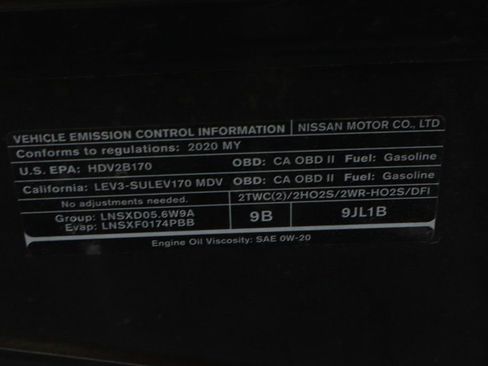 VEHICLE EMISSION CONTROL INFORMATION NISSAN MOTOR CO., LTD
Conforms to regulations: 2020 MY
U.S. EPA: HDV2B170 OBD: CA OBD II Fuel: Gasoline
California: LEV3-SULEV170 MDV OBD: CA OBD II Fuel: Gasoline
No adjustments needed. 2TWC(2)/2HO2S/2WR-HO2S/DFI
Group: LNSXD05.6W9A 9B 9JL1B
Evap: LNSXF0174PBB
Engine Oil Viscosity: SAE 0W-20